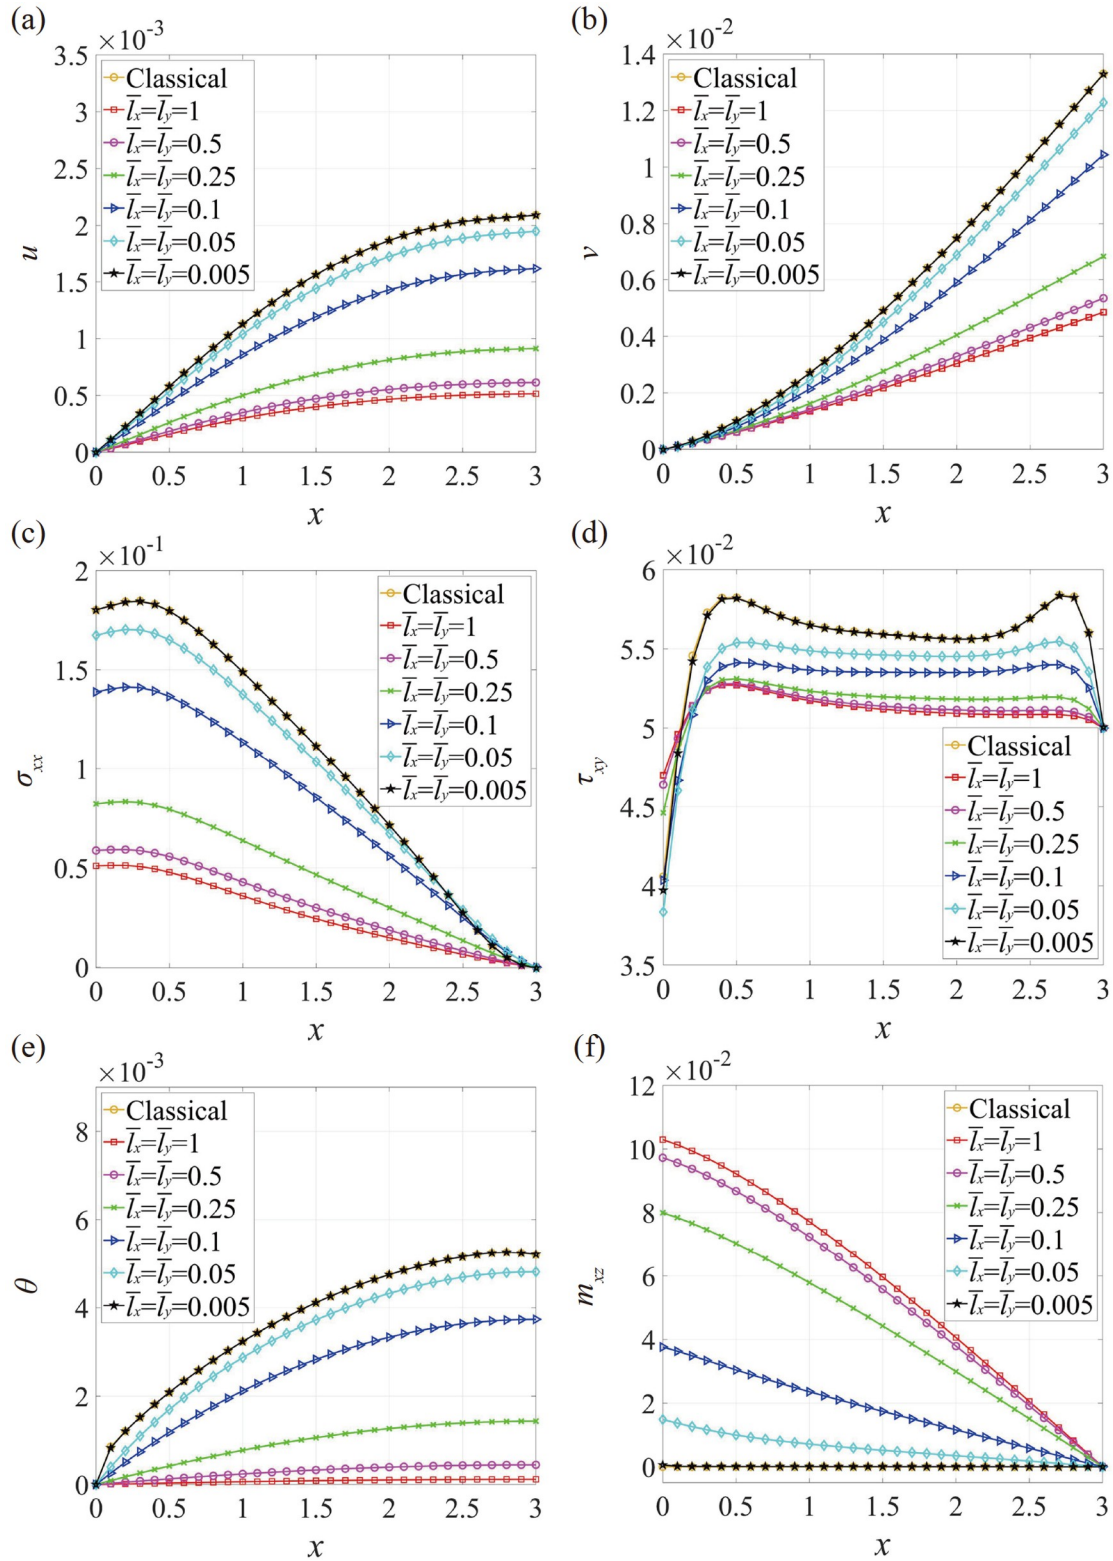 (a)
×10⁻³
3.5
3
2.5
2
1.5
1
0.5
0
u
Classical
l̅ₓ=l̅ᵧ=1
l̅ₓ=l̅ᵧ=0.5
l̅ₓ=l̅ᵧ=0.25
l̅ₓ=l̅ᵧ=0.1
l̅ₓ=l̅ᵧ=0.05
l̅ₓ=l̅ᵧ=0.005
0 0.5 1 1.5 2 2.5 3
x
(b)
×10⁻²
1.4
1.2
1
0.8
0.6
0.4
0.2
0
v
Classical
l̅ₓ=l̅ᵧ=1
l̅ₓ=l̅ᵧ=0.5
l̅ₓ=l̅ᵧ=0.25
l̅ₓ=l̅ᵧ=0.1
l̅ₓ=l̅ᵧ=0.05
l̅ₓ=l̅ᵧ=0.005
0 0.5 1 1.5 2 2.5 3
x
(c)
×10⁻¹
2
1.5
1
0.5
0
σₓₓ
Classical
l̅ₓ=l̅ᵧ=1
l̅ₓ=l̅ᵧ=0.5
l̅ₓ=l̅ᵧ=0.25
l̅ₓ=l̅ᵧ=0.1
l̅ₓ=l̅ᵧ=0.05
l̅ₓ=l̅ᵧ=0.005
0 0.5 1 1.5 2 2.5 3
x
(d)
×10⁻²
6
5.5
5
4.5
4
3.5
τₓᵧ
Classical
l̅ₓ=l̅ᵧ=1
l̅ₓ=l̅ᵧ=0.5
l̅ₓ=l̅ᵧ=0.25
l̅ₓ=l̅ᵧ=0.1
l̅ₓ=l̅ᵧ=0.05
l̅ₓ=l̅ᵧ=0.005
0 0.5 1 1.5 2 2.5 3
x
(e)
×10⁻³
8
6
4
2
0
θ
Classical
l̅ₓ=l̅ᵧ=1
l̅ₓ=l̅ᵧ=0.5
l̅ₓ=l̅ᵧ=0.25
l̅ₓ=l̅ᵧ=0.1
l̅ₓ=l̅ᵧ=0.05
l̅ₓ=l̅ᵧ=0.005
0 0.5 1 1.5 2 2.5 3
x
(f)
×10⁻²
12
10
8
6
4
2
0
m_xz
Classical
l̅ₓ=l̅ᵧ=1
l̅ₓ=l̅ᵧ=0.5
l̅ₓ=l̅ᵧ=0.25
l̅ₓ=l̅ᵧ=0.1
l̅ₓ=l̅ᵧ=0.05
l̅ₓ=l̅ᵧ=0.005
0 0.5 1 1.5 2 2.5 3
x